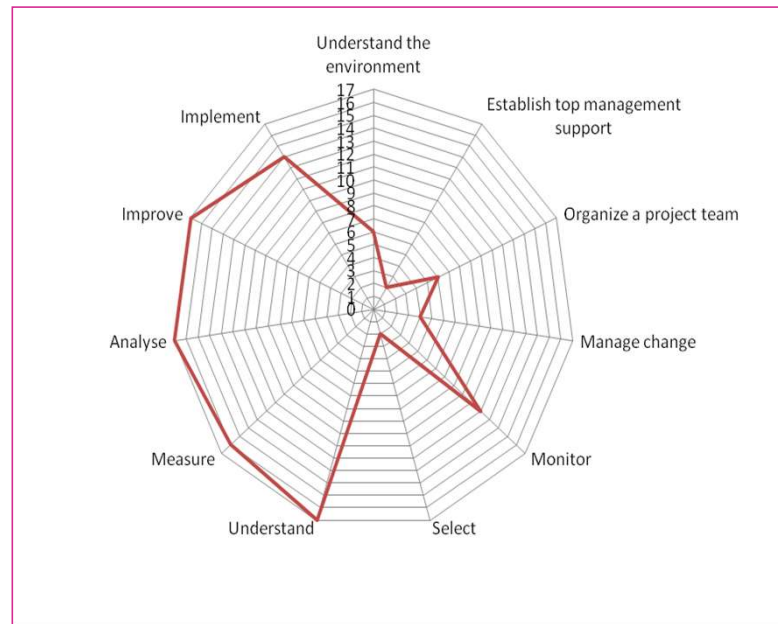 Understand the
environment
Establish top management
support
Organize a project team
Manage change
Monitor
Select
Understand
Measure
Analyse
Improve
Implement
17
16
15
14
13
12
11
10
9
8
7
6
5
4
3
2
1
0